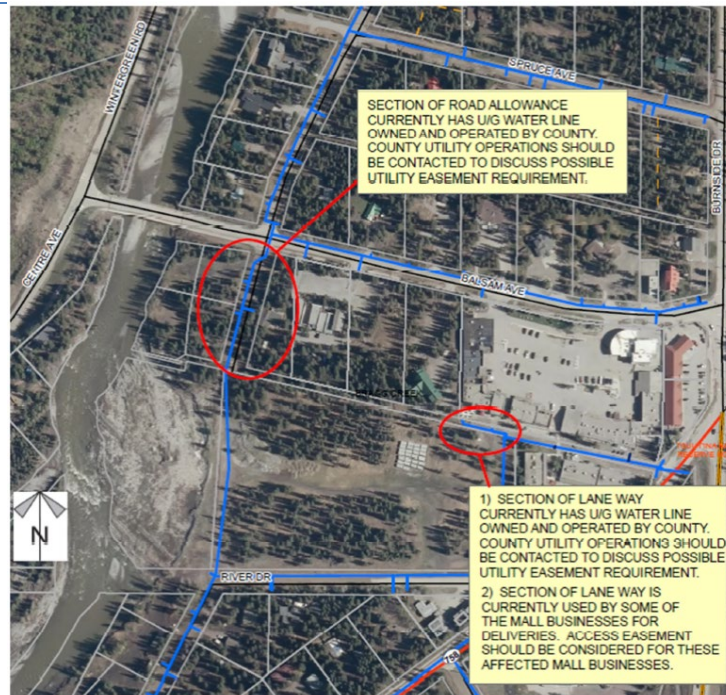 WINTERGREEN RD
SPRUCE AVE
BURNSIDE DR
SECTION OF ROAD ALLOWANCE
CURRENTLY HAS U/G WATER LINE
OWNED AND OPERATED BY COUNTY.
COUNTY UTILITY OPERATIONS SHOULD
BE CONTACTED TO DISCUSS POSSIBLE
UTILITY EASEMENT REQUIREMENT.
CENTRE AVE
BALSAM AVE
N
1) SECTION OF LANE WAY
CURRENTLY HAS U/G WATER LINE
OWNED AND OPERATED BY COUNTY.
COUNTY UTILITY OPERATIONS SHOULD
BE CONTACTED TO DISCUSS POSSIBLE
UTILITY EASEMENT REQUIREMENT.
2) SECTION OF LANE WAY IS
CURRENTLY USED BY SOME OF
THE MALL BUSINESSES FOR
DELIVERIES. ACCESS EASEMENT
SHOULD BE CONSIDERED FOR THESE
AFFECTED MALL BUSINESSES.
RIVER DR
758